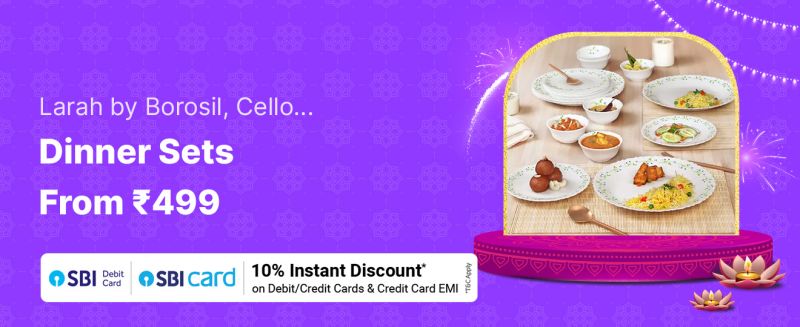 Larah by Borosil, Cello...
Dinner Sets
From ₹499
SBI Debit Card
SBI card
10% Instant Discount*
on Debit/Credit Cards & Credit Card EMI
*T&C Apply